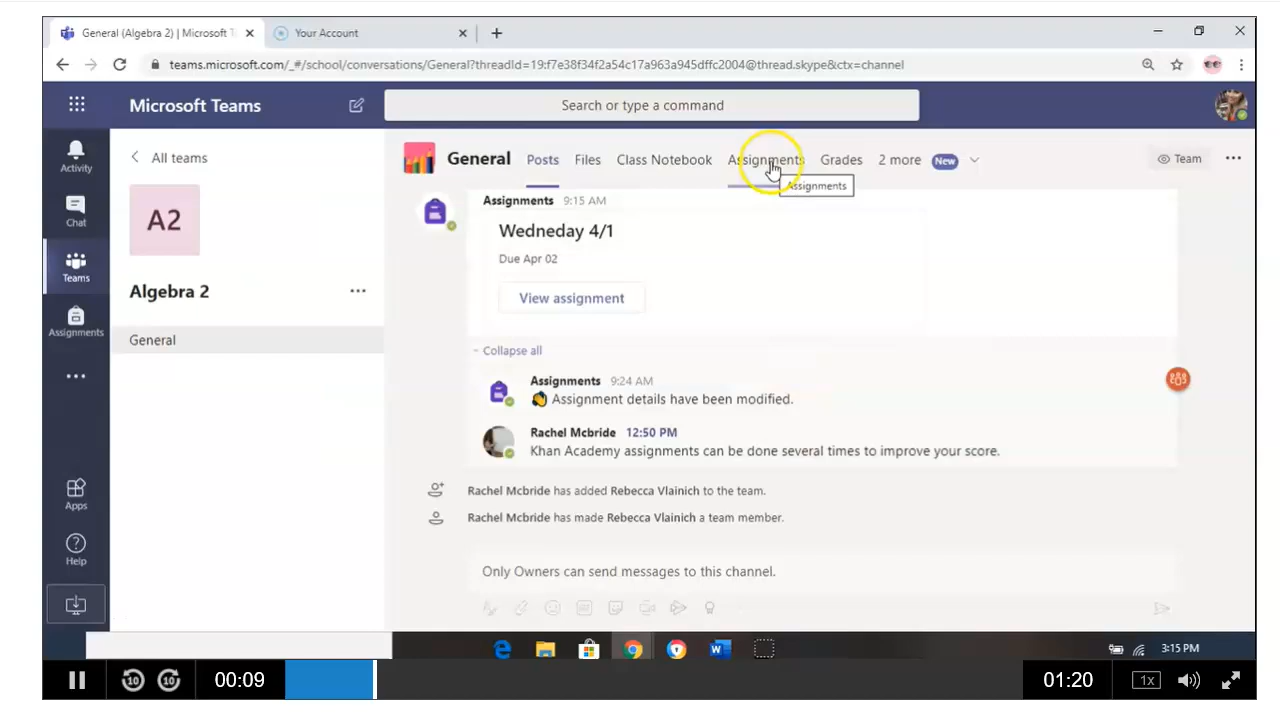 General (Algebra 2) | Microsoft T
Your Account
teams.microsoft.com/_#/school/conversations/General?threadId=19:f7e38f34f2a54c17a963a945dffc2004@thread.skype&ctx=channel
Microsoft Teams
Search or type a command
Activity
Chat
Teams
Assignments
Apps
Help
All teams
A2
Algebra 2
General
General Posts Files Class Notebook Assignments Grades 2 more New
Team
Assignments
Assignments 9:15 AM
Wedneday 4/1
Due Apr 02
View assignment
Collapse all
Assignments 9:24 AM
Assignment details have been modified.
Rachel Mcbride 12:50 PM
Khan Academy assignments can be done several times to improve your score.
Rachel Mcbride has added Rebecca Vlainich to the team.
Rachel Mcbride has made Rebecca Vlainich a team member.
Only Owners can send messages to this channel.
3:15 PM
10 10 00:09 01:20 1x